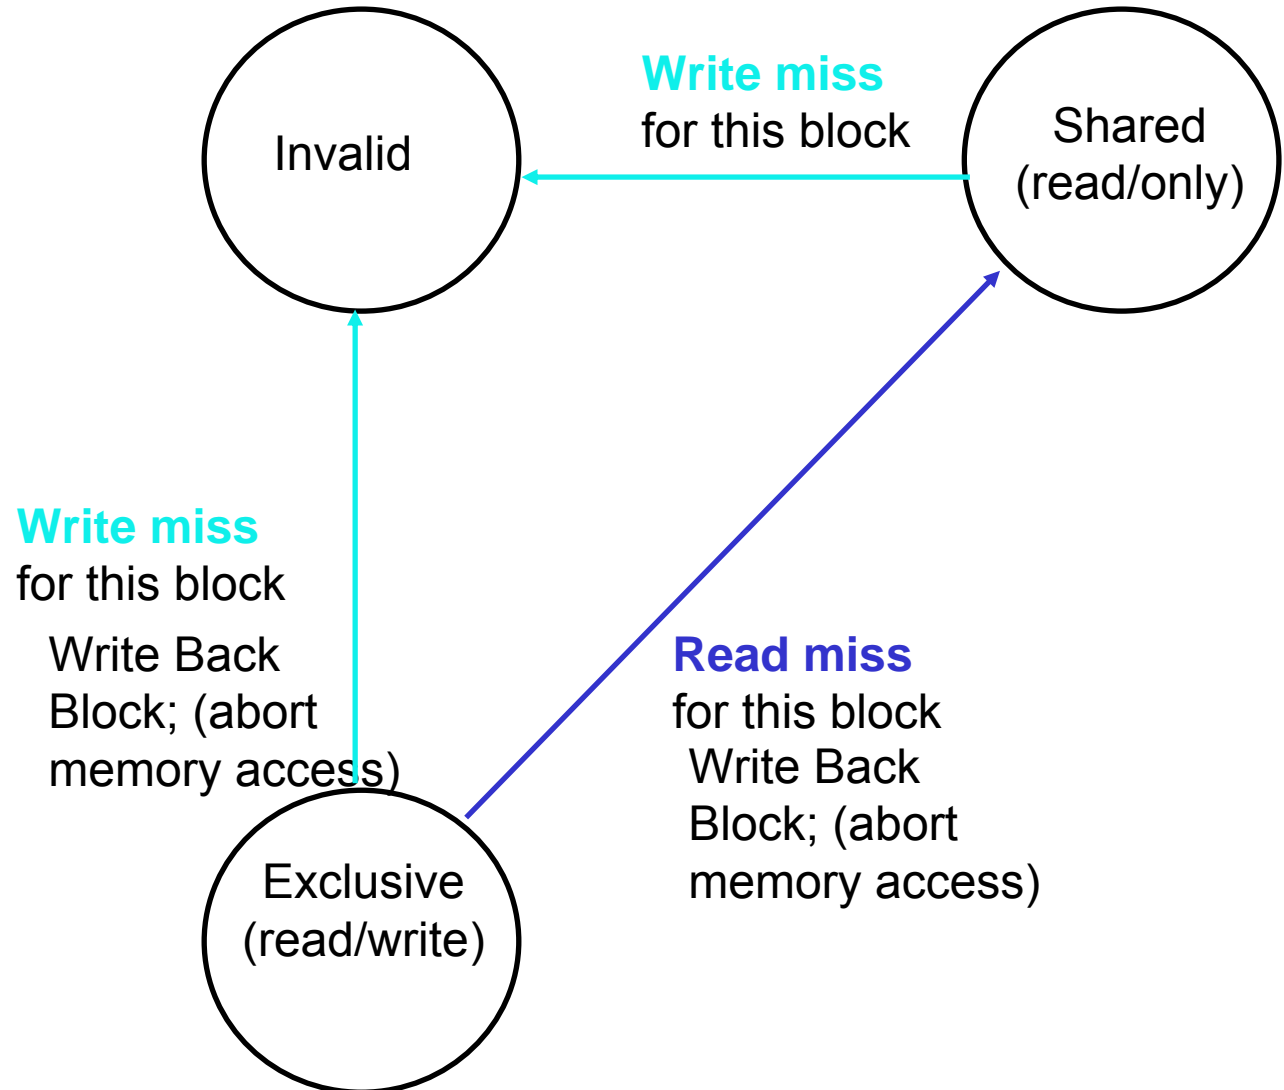 Invalid
Write miss
for this block
Shared
(read/only)
Write miss
for this block
Write Back
Block; (abort
memory access)
Read miss
for this block
Write Back
Block; (abort
memory access)
Exclusive
(read/write)